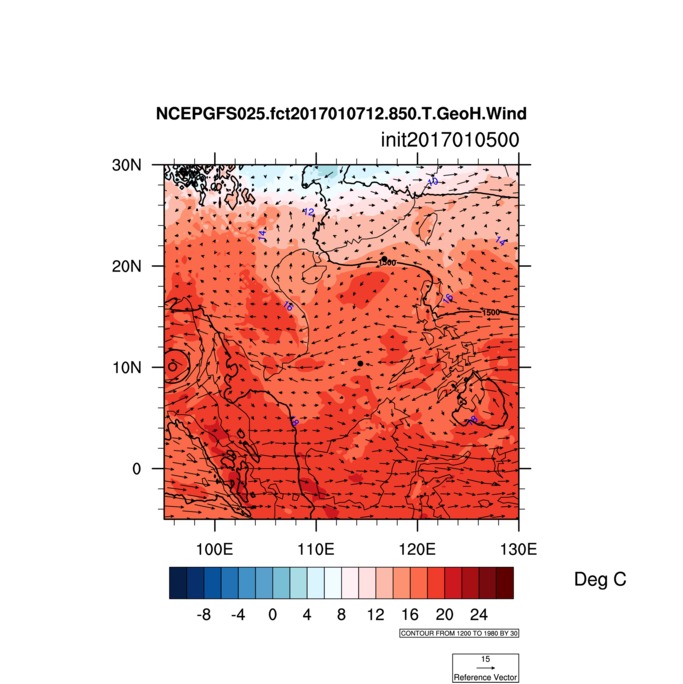 NCEPGFS025.fct2017010712.850.T.GeoH.Wind
init2017010500
30N
20N
10N
0
100E
110E
120E
130E
10
12
14
14
1500
16
16
1500
18
18
Deg C
-8
-4
0
4
8
12
16
20
24
CONTOUR FROM 1200 TO 1980 BY 30
15
Reference Vector